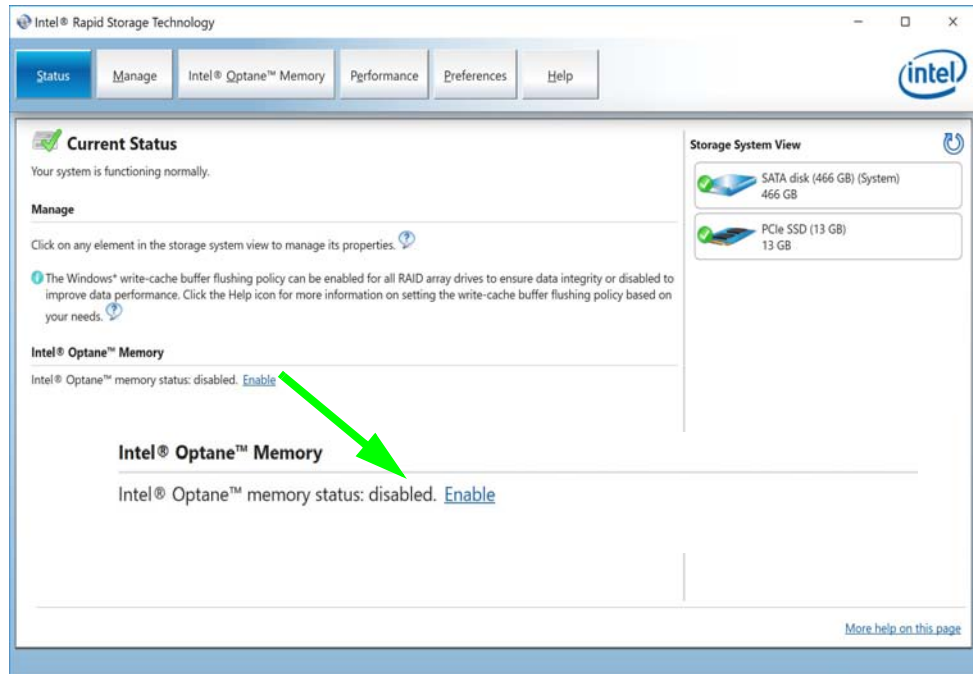 Intel® Rapid Storage Technology
Status
Manage
Intel® Optane™ Memory
Performance
Preferences
Help
intel
Current Status
Your system is functioning normally.
Manage
Click on any element in the storage system view to manage its properties.
The Windows* write-cache buffer flushing policy can be enabled for all RAID array drives to ensure data integrity or disabled to
improve data performance. Click the Help icon for more information on setting the write-cache buffer flushing policy based on
your needs.
Intel® Optane™ Memory
Intel® Optane™ memory status: disabled. Enable
Intel® Optane™ Memory
Intel® Optane™ memory status: disabled. Enable
Storage System View
SATA disk (466 GB) (System)
466 GB
PCIe SSD (13 GB)
13 GB
More help on this page